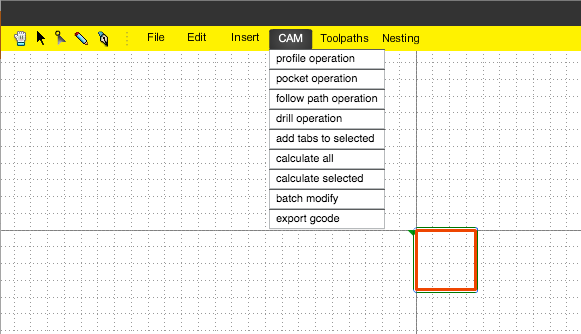 File Edit Insert CAM Toolpaths Nesting
profile operation
pocket operation
follow path operation
drill operation
add tabs to selected
calculate all
calculate selected
batch modify
export gcode